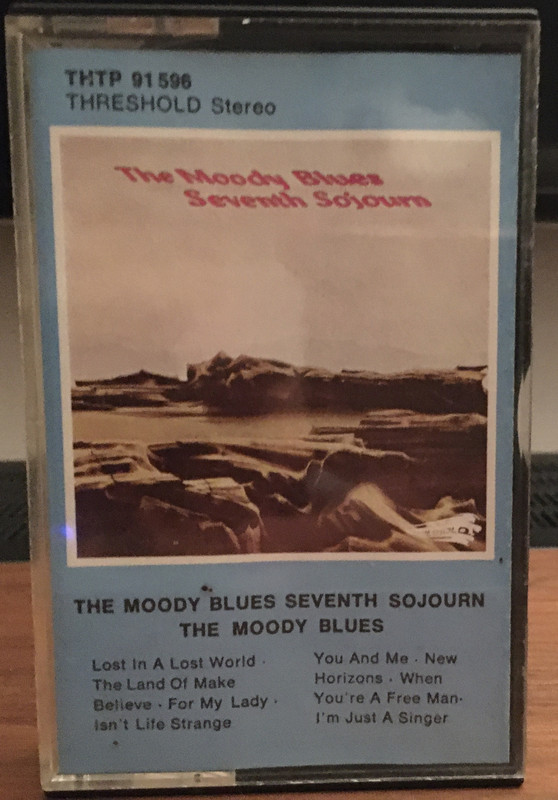 THTP 91 596
THRESHOLD Stereo
The Moody Blues
Seventh Sojourn
THE MOODY BLUES SEVENTH SOJOURN
THE MOODY BLUES
Lost In A Lost World ·
The Land Of Make
Believe · For My Lady ·
Isn't Life Strange
You And Me · New
Horizons · When
You're A Free Man·
I'm Just A Singer